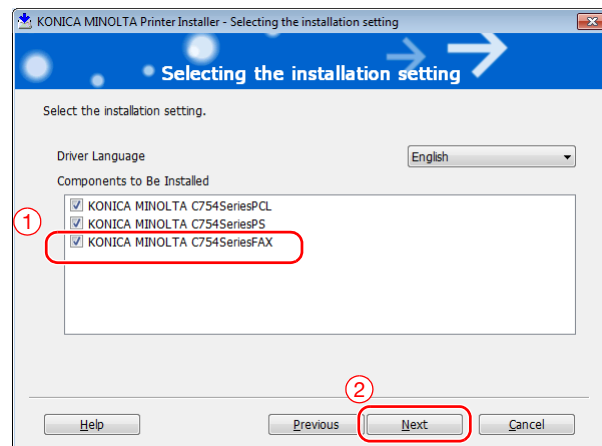 KONICA MINOLTA Printer Installer - Selecting the installation setting
Selecting the installation setting
Select the installation setting.
Driver Language English
Components to Be Installed
KONICA MINOLTA C754SeriesPCL
1
KONICA MINOLTA C754SeriesPS
KONICA MINOLTA C754SeriesFAX
2
Help Previous Next Cancel